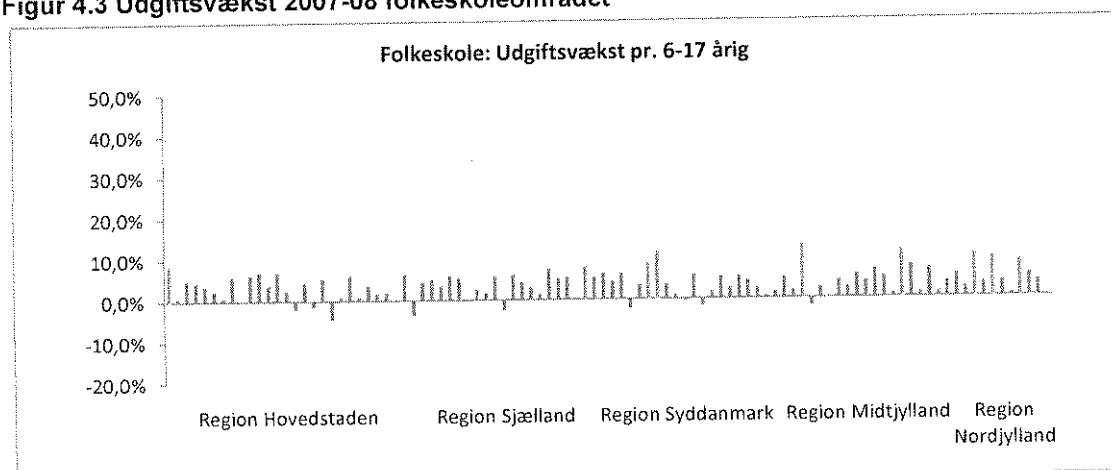 Figur 4.3 Udgiftsvækst 2007-08 folkeskoleområdet
Folkeskole: Udgiftsvækst pr. 6-17 årig
50,0%
40,0%
30,0%
20,0%
10,0%
0,0%
-10,0%
-20,0%
Region Hovedstaden
Region Sjælland
Region Syddanmark
Region Midtjylland
Region
Nordjylland